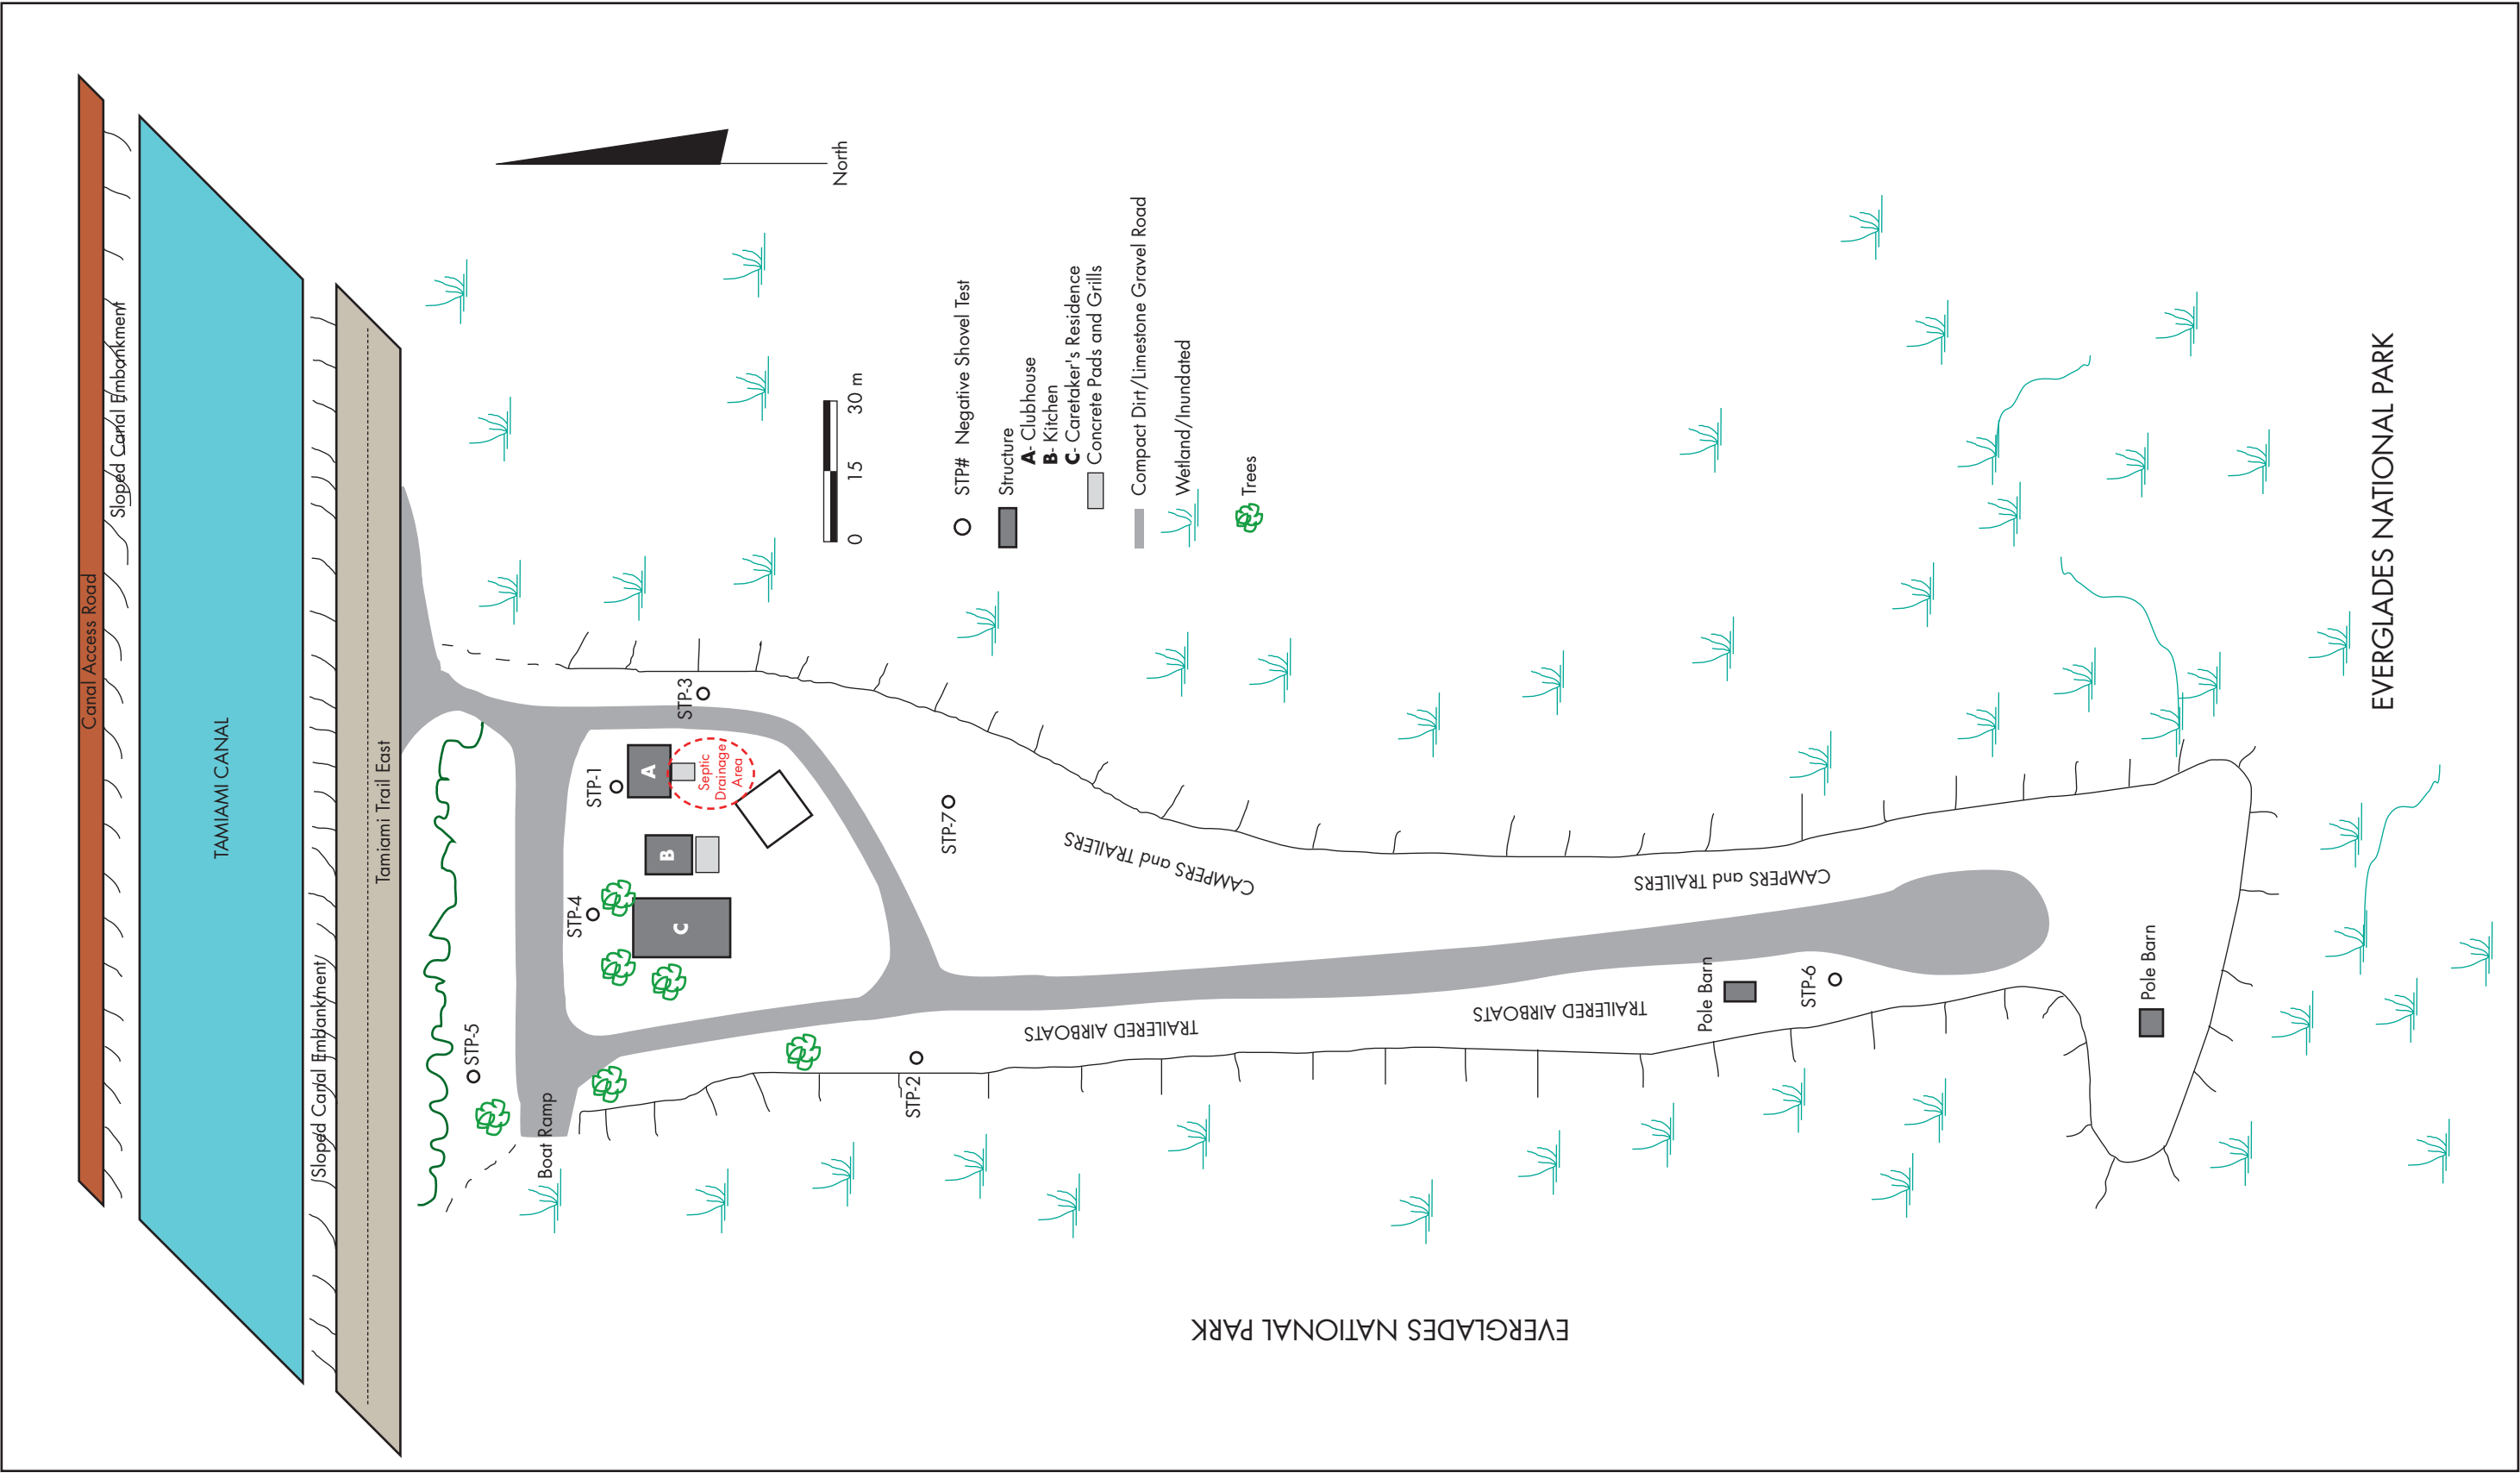 Canal Access Road
Sloped Canal Embankment
TAMIAMI CANAL
Sloped Canal Embankment
Tamiami Trail East
North
0 15 30 m
STP# Negative Shovel Test
Structure
A- Clubhouse
B- Kitchen
C- Caretaker's Residence
Concrete Pads and Grills
Compact Dirt/Limestone Gravel Road
Wetland/Inundated
Trees
STP-5
Boat Ramp
STP-4
STP-1
STP-3
A
B
C
Septic
Drainage
Area
STP-2
STP-7
CAMPERS and TRAILERS
TRAILERED AIRBOATS
CAMPERS and TRAILERS
TRAILERED AIRBOATS
Pole Barn
STP-6
Pole Barn
EVERGLADES NATIONAL PARK
EVERGLADES NATIONAL PARK